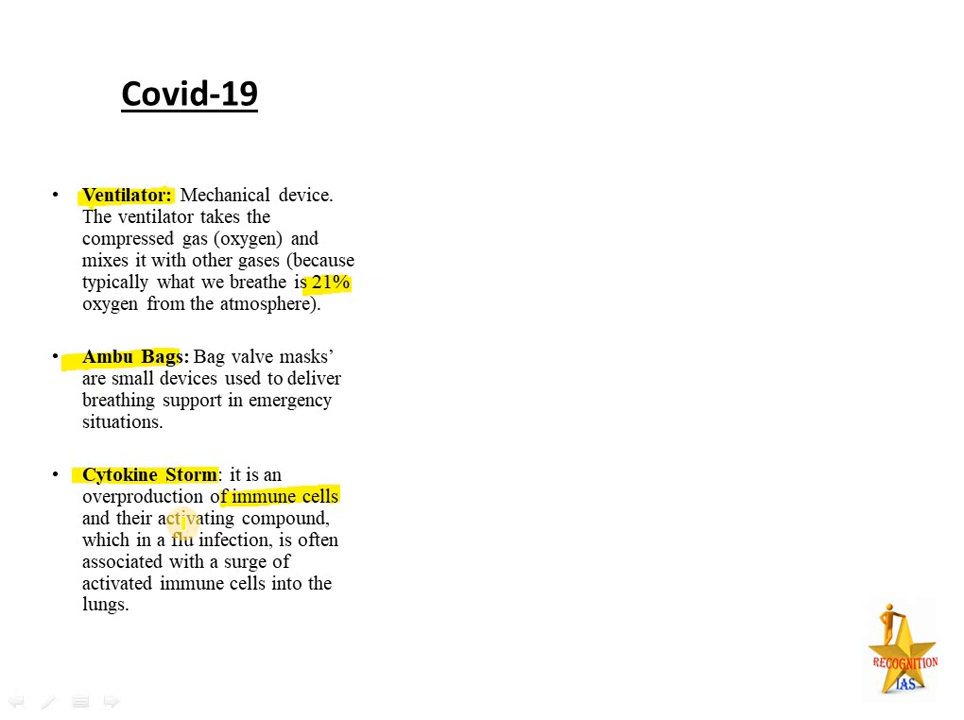 Covid-19
• Ventilator: Mechanical device.
The ventilator takes the
compressed gas (oxygen) and
mixes it with other gases (because
typically what we breathe is 21%
oxygen from the atmosphere).
• Ambu Bags: Bag valve masks’
are small devices used to deliver
breathing support in emergency
situations.
• Cytokine Storm: it is an
overproduction of immune cells
and their activating compound,
which in a flu infection, is often
associated with a surge of
activated immune cells into the
lungs.
RECOGNITION
IAS